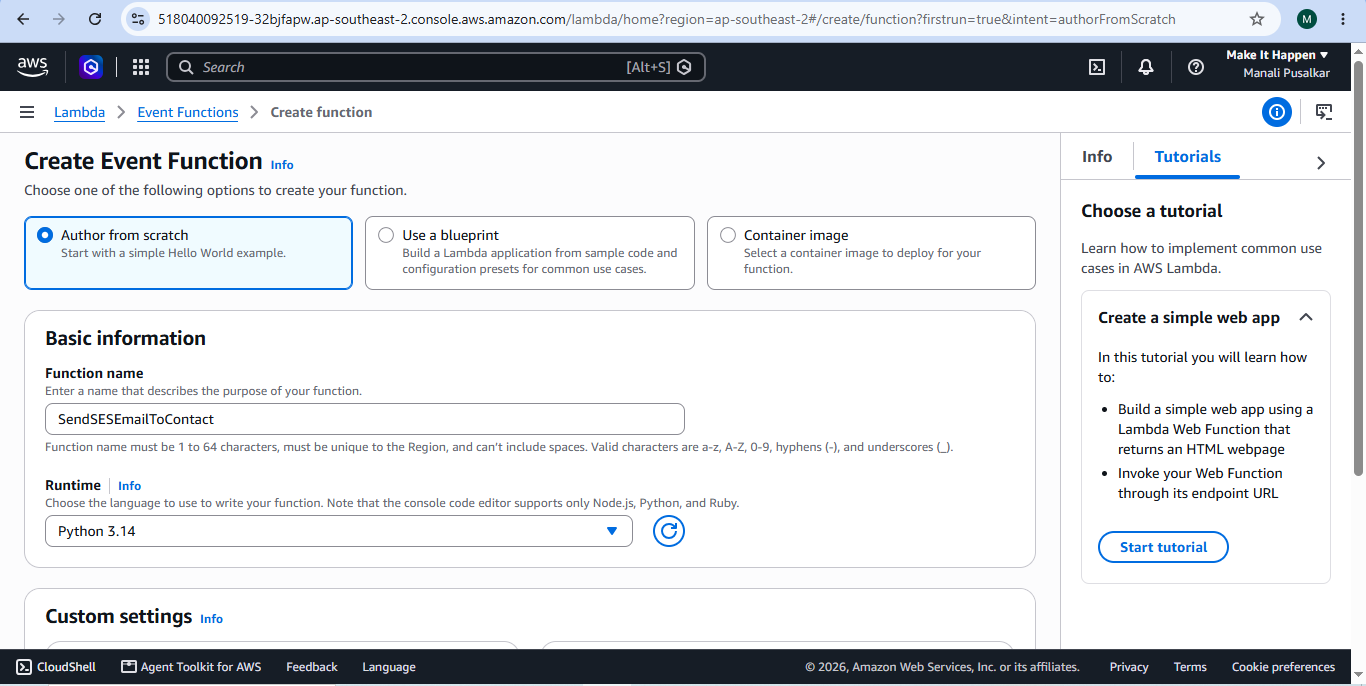 518040092519-32bjfapw.ap-southeast-2.console.aws.amazon.com/lambda/home?region=ap-southeast-2#/create/function?firstrun=true&intent=authorFromScratch
M
aws
Search
[Alt+S]
Make It Happen
Manali Pusalkar
Lambda
Event Functions
Create function
Create Event Function
Info
Choose one of the following options to create your function.
Author from scratch
Start with a simple Hello World example.
Use a blueprint
Build a Lambda application from sample code and
configuration presets for common use cases.
Container image
Select a container image to deploy for your
function.
Basic information
Function name
Enter a name that describes the purpose of your function.
SendSESEmailToContact
Function name must be 1 to 64 characters, must be unique to the Region, and can't include spaces. Valid characters are a-z, A-Z, 0-9, hyphens (-), and underscores (_).
Runtime
Info
Choose the language to use to write your function. Note that the console code editor supports only Node.js, Python, and Ruby.
Python 3.14
Custom settings
Info
Info
Tutorials
Choose a tutorial
Learn how to implement common use
cases in AWS Lambda.
Create a simple web app
In this tutorial you will learn how
to:
• Build a simple web app using a
Lambda Web Function that
returns an HTML webpage
• Invoke your Web Function
through its endpoint URL
Start tutorial
CloudShell
Agent Toolkit for AWS
Feedback
Language
© 2026, Amazon Web Services, Inc. or its affiliates.
Privacy
Terms
Cookie preferences